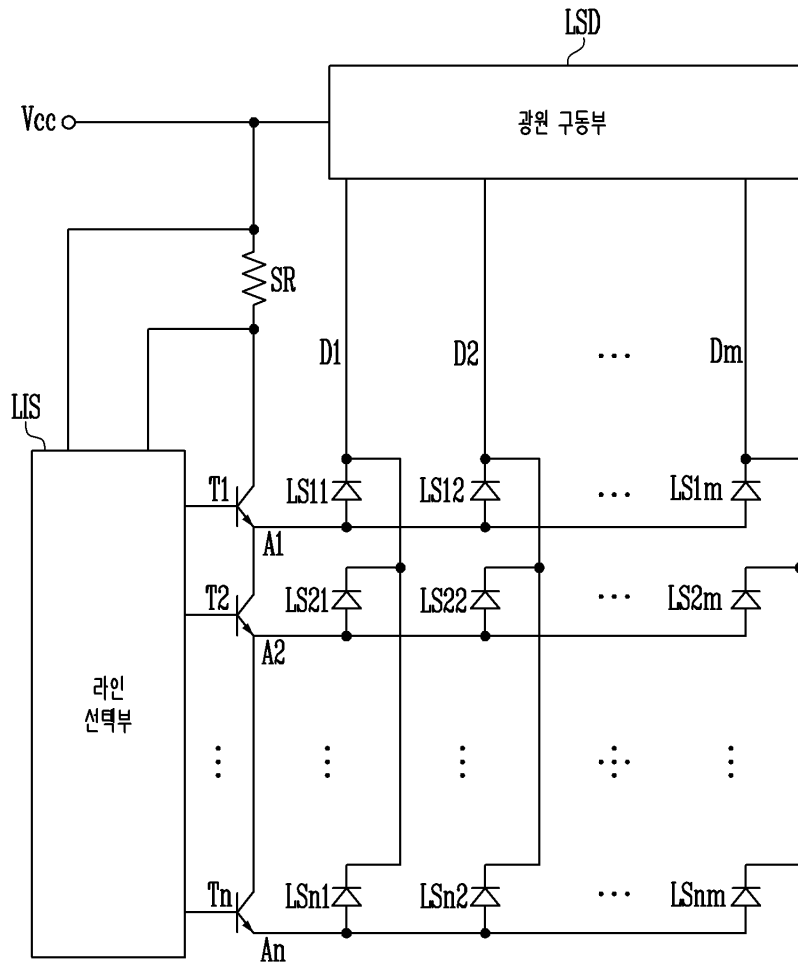 LSD
Vcc
광원 구동부
SR
D1
D2
...
Dm
LIS
T1
LS11
LS12
...
LS1m
A1
T2
LS21
LS22
...
LS2m
A2
라인
선택부
Tn
LSn1
LSn2
...
LSnm
An